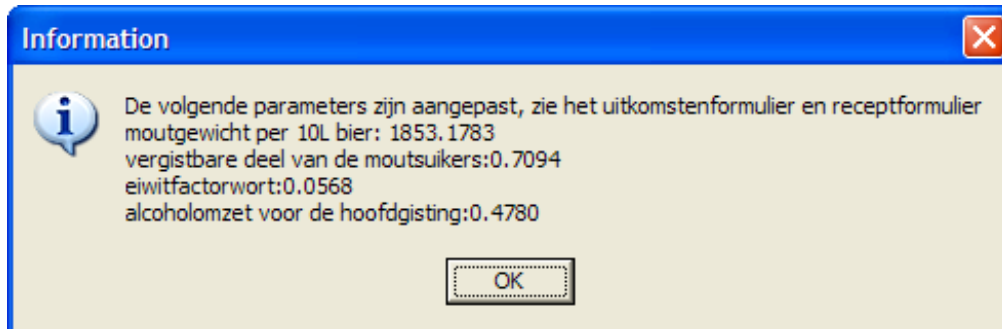 Information
De volgende parameters zijn aangepast, zie het uitkomstenformulier en receptformulier
moutgewicht per 10L bier: 1853.1783
vergistbare deel van de moutsuikers:0.7094
eiwitfactorwort:0.0568
alcoholomzet voor de hoofdgisting:0.4780
OK